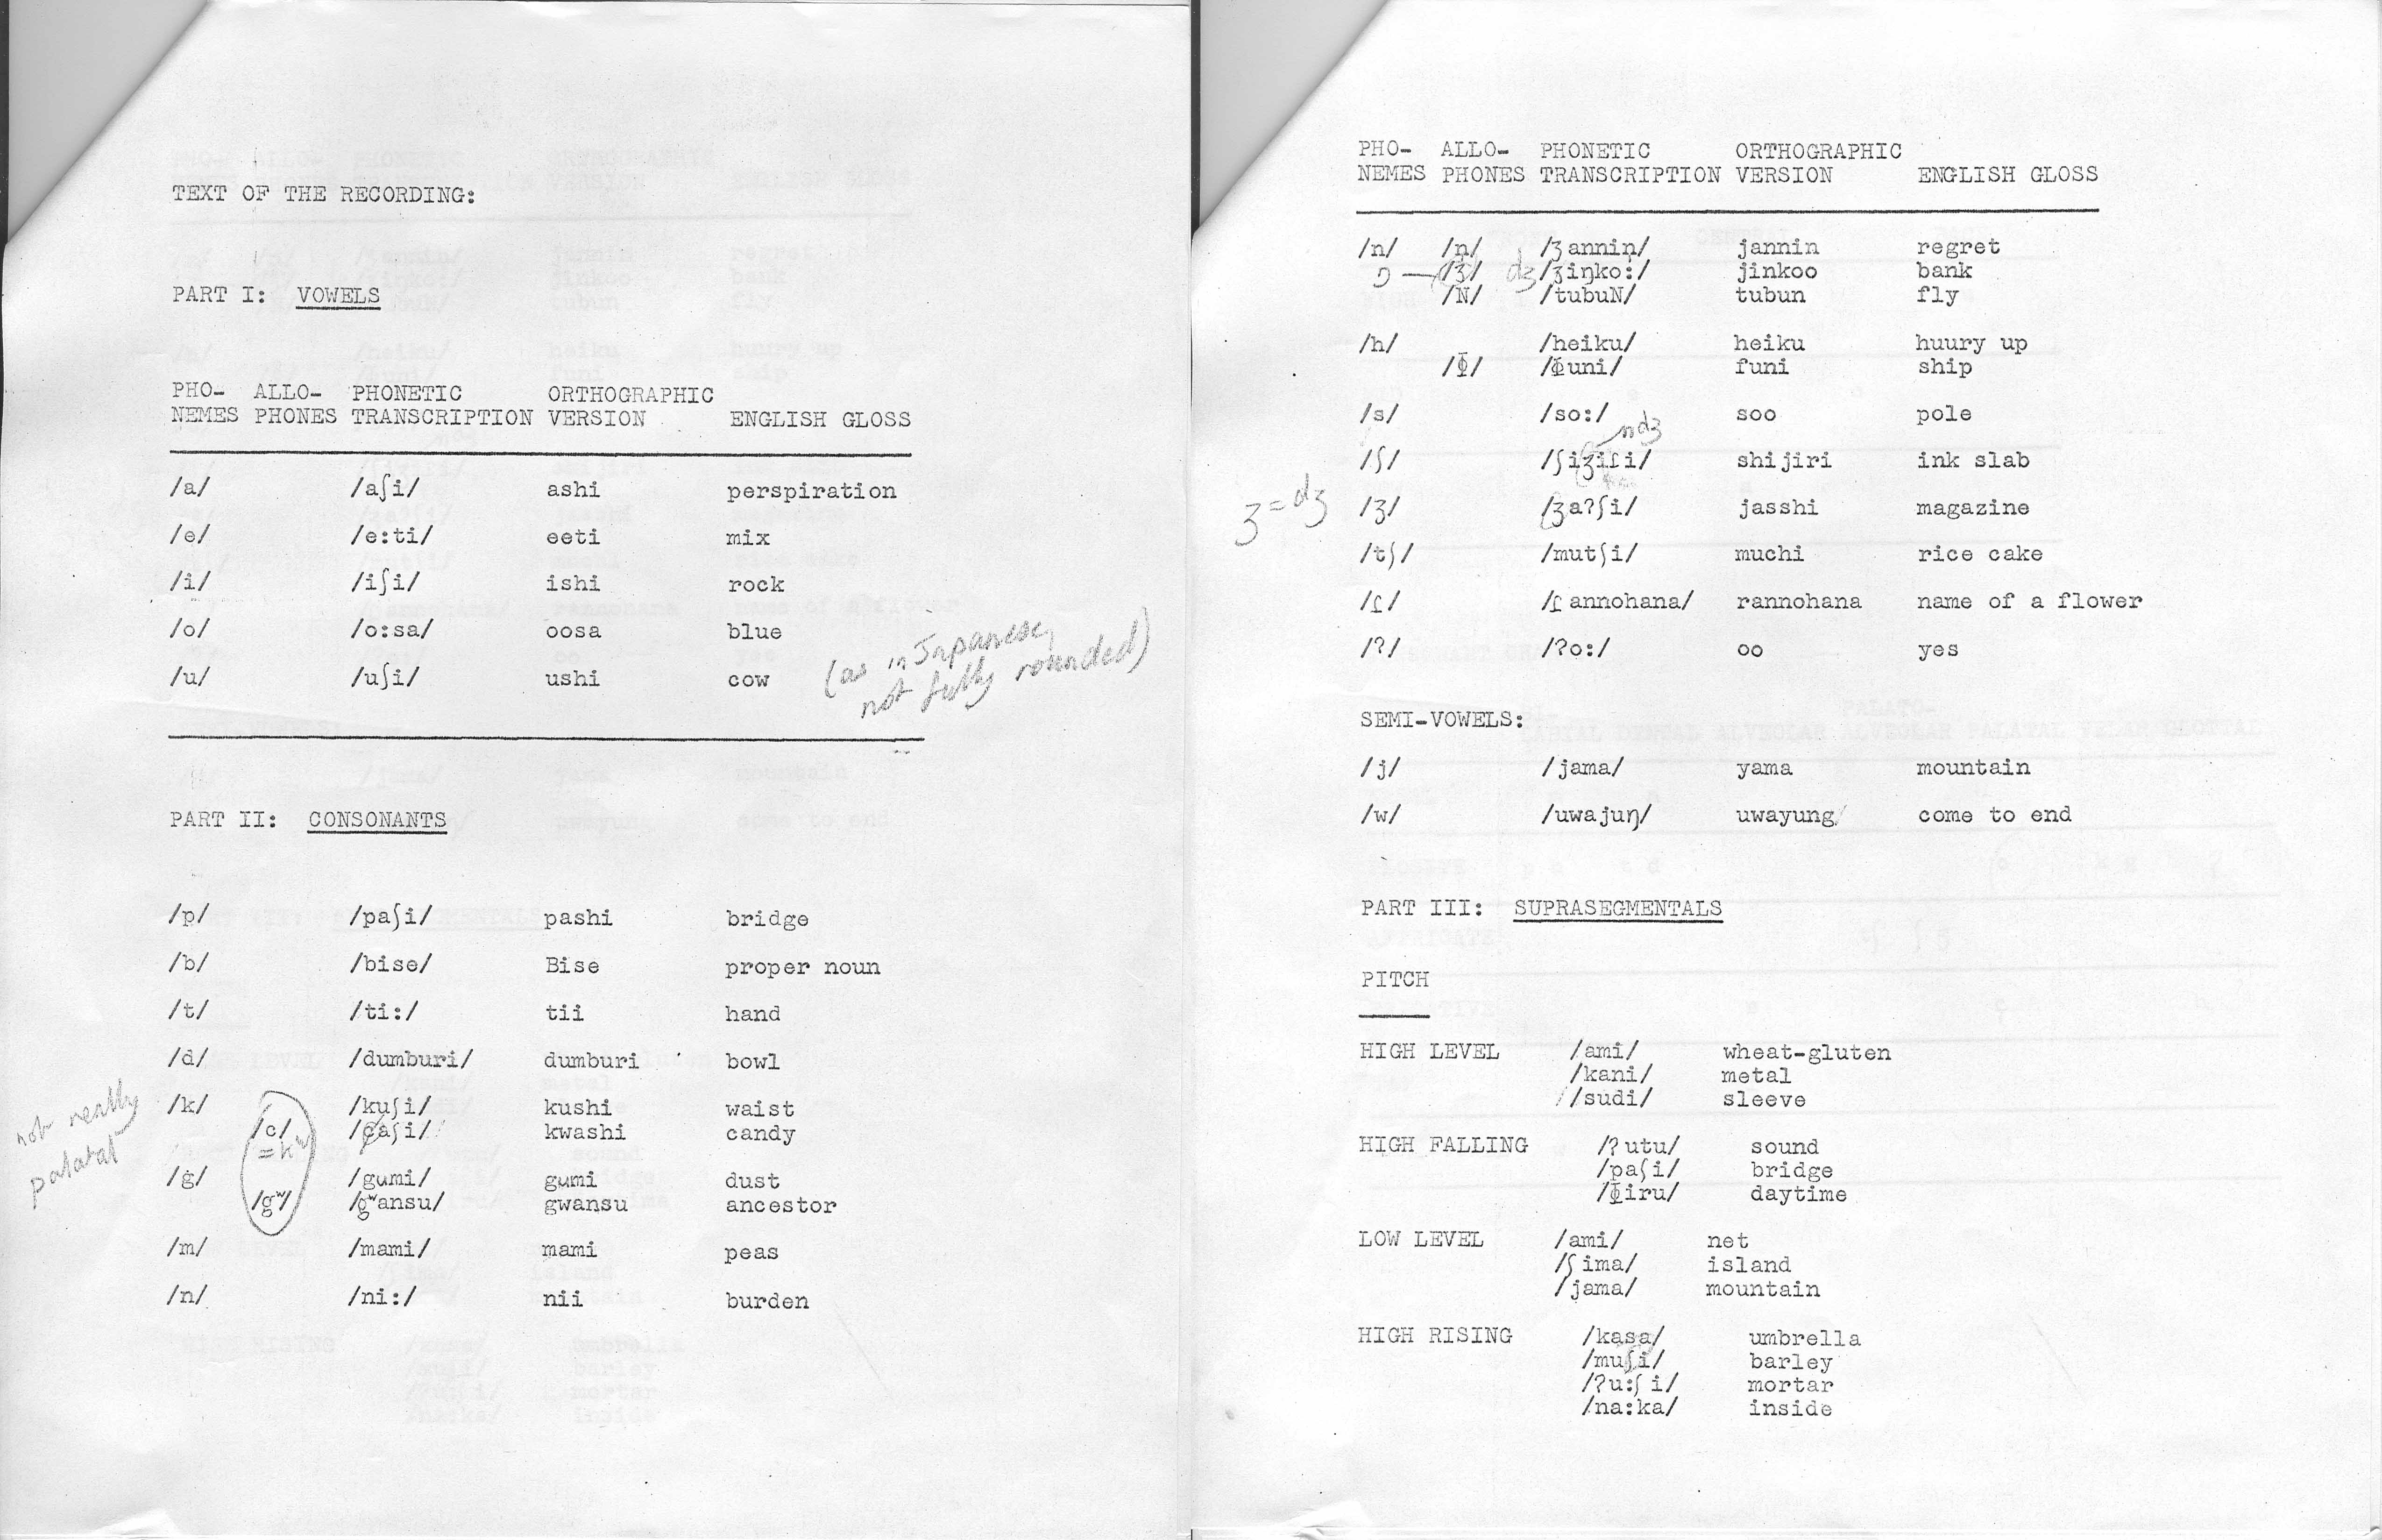 TEXT OF THE RECORDING:
PART I: VOWELS
PHO- ALLO- PHONETIC ORTHOGRAPHIC
NEMES PHONES TRANSCRIPTION VERSION ENGLISH GLOSS
/a/ /aʃi/ ashi perspiration
/e/ /e:ti/ eeti mix
/i/ /iʃi/ ishi rock
/o/ /o:sa/ oosa blue
/u/ /uʃi/ ushi cow
(as in Japanese,
not fully rounded)
PART II: CONSONANTS
/p/ /paʃi/ pashi bridge
/b/ /bise/ Bise proper noun
/t/ /ti:/ tii hand
/d/ /dumburi/ dumburi bowl
/k/ /kuʃi/ kushi waist
/c/ /caʃi/ kwashi candy
=kʷ
not really
palatal
/g/ /gumi/ gumi dust
/gʷ/ /gʷansu/ gwansu ancestor
/m/ /mami/ mami peas
/n/ /ni:/ nii burden
PHO- ALLO- PHONETIC ORTHOGRAPHIC
NEMES PHONES TRANSCRIPTION VERSION ENGLISH GLOSS
/n/ /n̩/ /ʒannin̩/ jannin regret
ŋ — /ʒ/ dʒ /ʒiŋko:/ jinkoo bank
/N/ /tubuN/ tubun fly
/h/ /heiku/ heiku huury up
/Φ/ /Φuni/ funi ship
/s/ /so:/ soo pole
ndʒ
/ʃ/ /ʃiʒiɾi/ shijiri ink slab
ʒ=dʒ
/ʒ/ /ʒaʔʃi/ jasshi magazine
/tʃ/ /mutʃi/ muchi rice cake
/ɾ/ /ɾannohana/ rannohana name of a flower
/ʔ/ /ʔo:/ oo yes
SEMI-VOWELS:
/j/ /jama/ yama mountain
/w/ /uwajuŋ/ uwayung come to end
PART III: SUPRASEGMENTALS
PITCH
HIGH LEVEL /ami/ wheat-gluten
/kani/ metal
/sudi/ sleeve
HIGH FALLING /ʔutu/ sound
/paʃi/ bridge
/Φiru/ daytime
LOW LEVEL /ami/ net
/ʃima/ island
/jama/ mountain
HIGH RISING /kasa/ umbrella
/muʃi/ barley
/ʔu:ʃi/ mortar
/na:ka/ inside